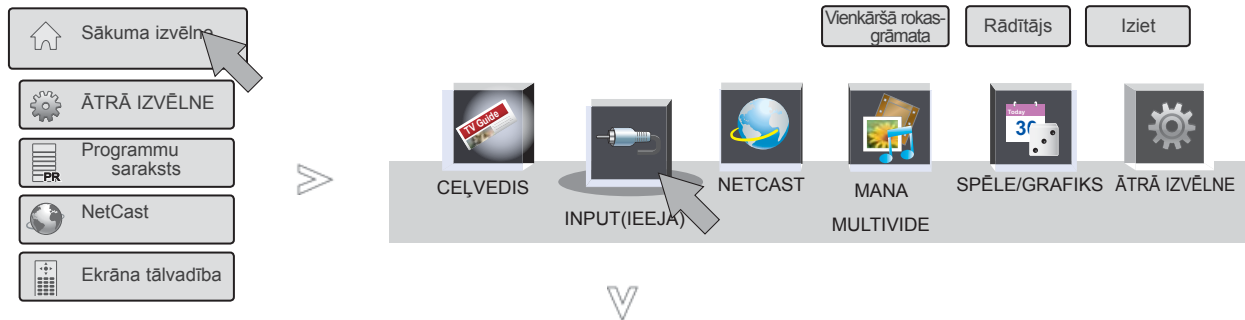 Sākuma izvēlne
ĀTRĀ IZVĒLNE
Programmu
saraksts
PR
NetCast
Ekrāna tālvadība
Vienkāršā rokas-
grāmata
Rādītājs
Iziet
TV Guide
Today
30
CEĻVEDIS
INPUT(IEEJA)
NETCAST
MANA
MULTIVIDE
SPĒLE/GRAFIKS
ĀTRĀ IZVĒLNE